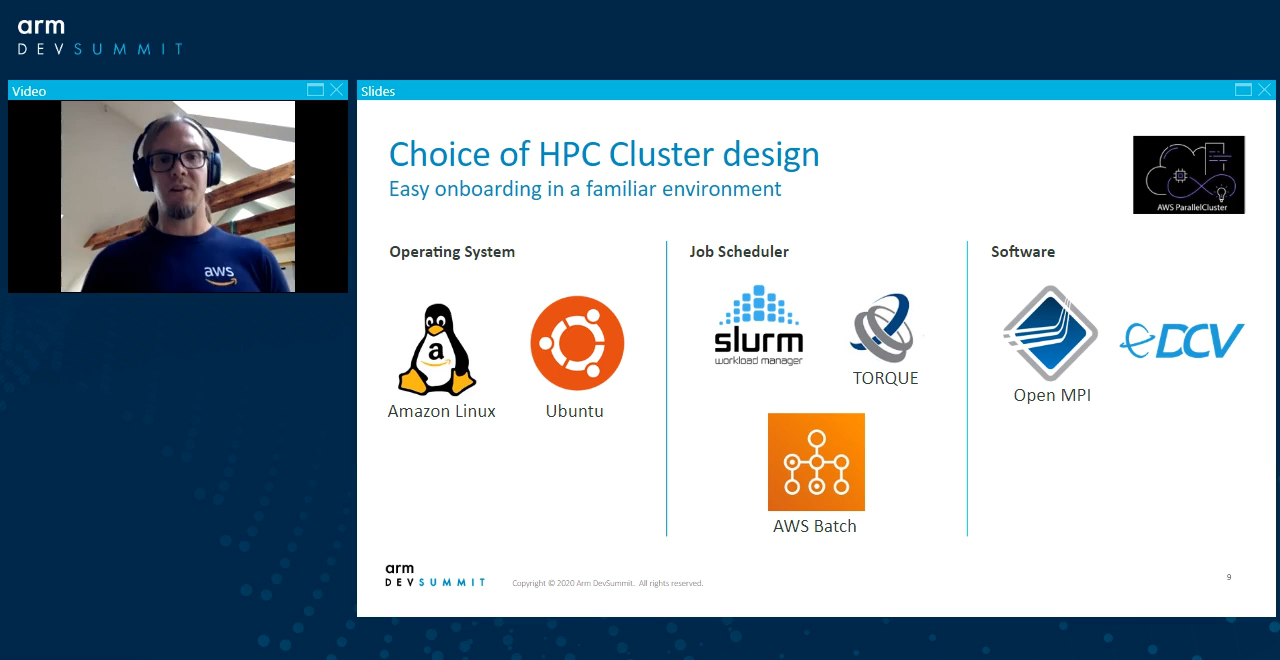 arm
DEVSUMMIT
Video
Slides
aws
Choice of HPC Cluster design
Easy onboarding in a familiar environment
AWS ParallelCluster
Operating System
Job Scheduler
Software
a
Amazon Linux
Ubuntu
slurm
workload manager
TORQUE
AWS Batch
Open MPI
eDCV
arm
DEVSUMMIT
Copyright © 2020 Arm DevSummit. All rights reserved.
9